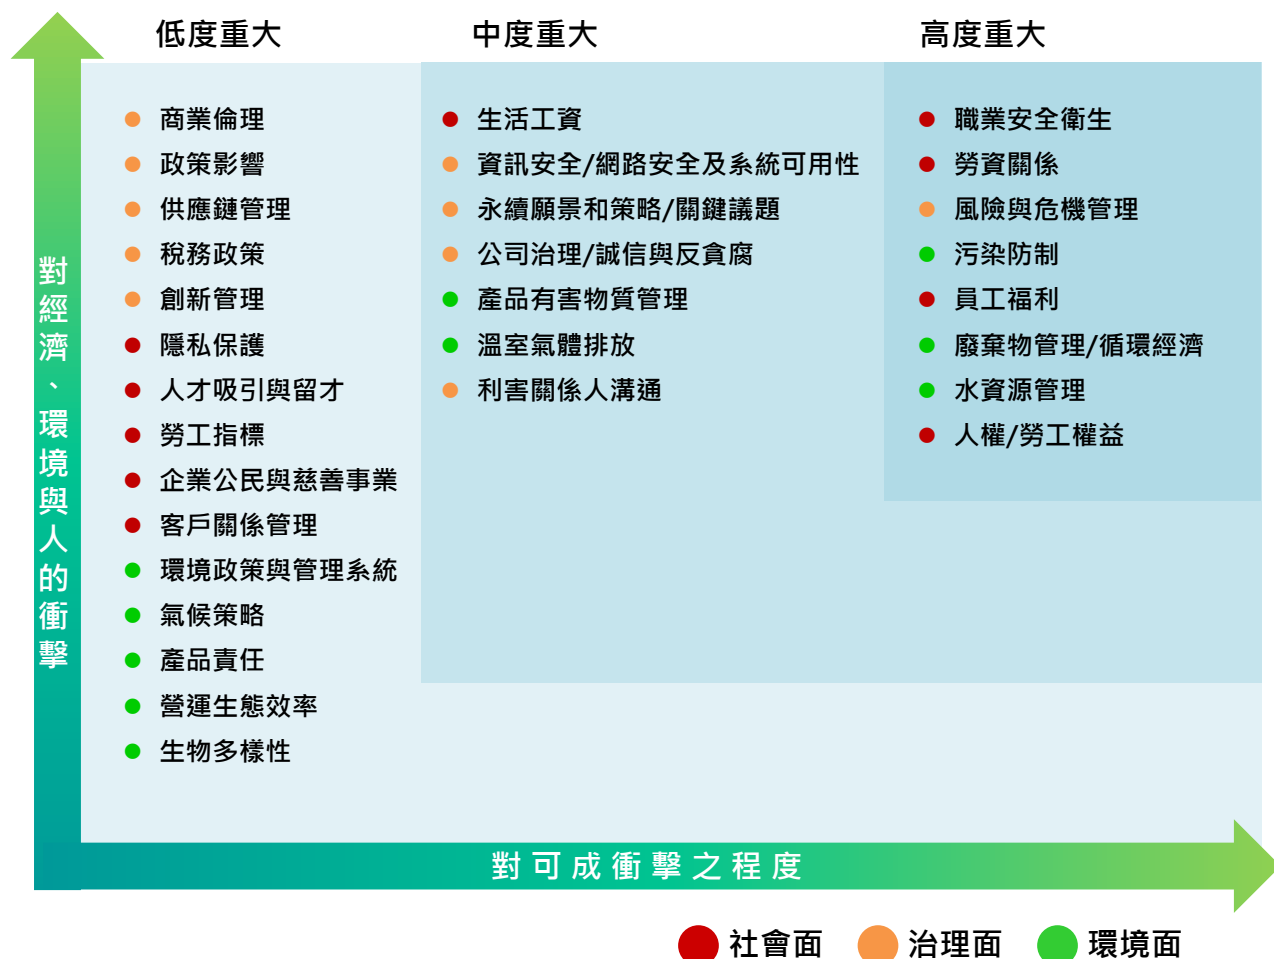 低度重大
商業倫理
政策影響
供應鏈管理
稅務政策
創新管理
隱私保護
人才吸引與留才
勞工指標
企業公民與慈善事業
客戶關係管理
環境政策與管理系統
氣候策略
產品責任
營運生態效率
生物多樣性
中度重大
生活工資
資訊安全/網路安全及系統可用性
永續願景和策略/關鍵議題
公司治理/誠信與反貪腐
產品有害物質管理
溫室氣體排放
利害關係人溝通
高度重大
職業安全衛生
勞資關係
風險與危機管理
污染防制
員工福利
廢棄物管理/循環經濟
水資源管理
人權/勞工權益
對經濟、環境與人的衝擊
對可成衝擊之程度
社會面
治理面
環境面